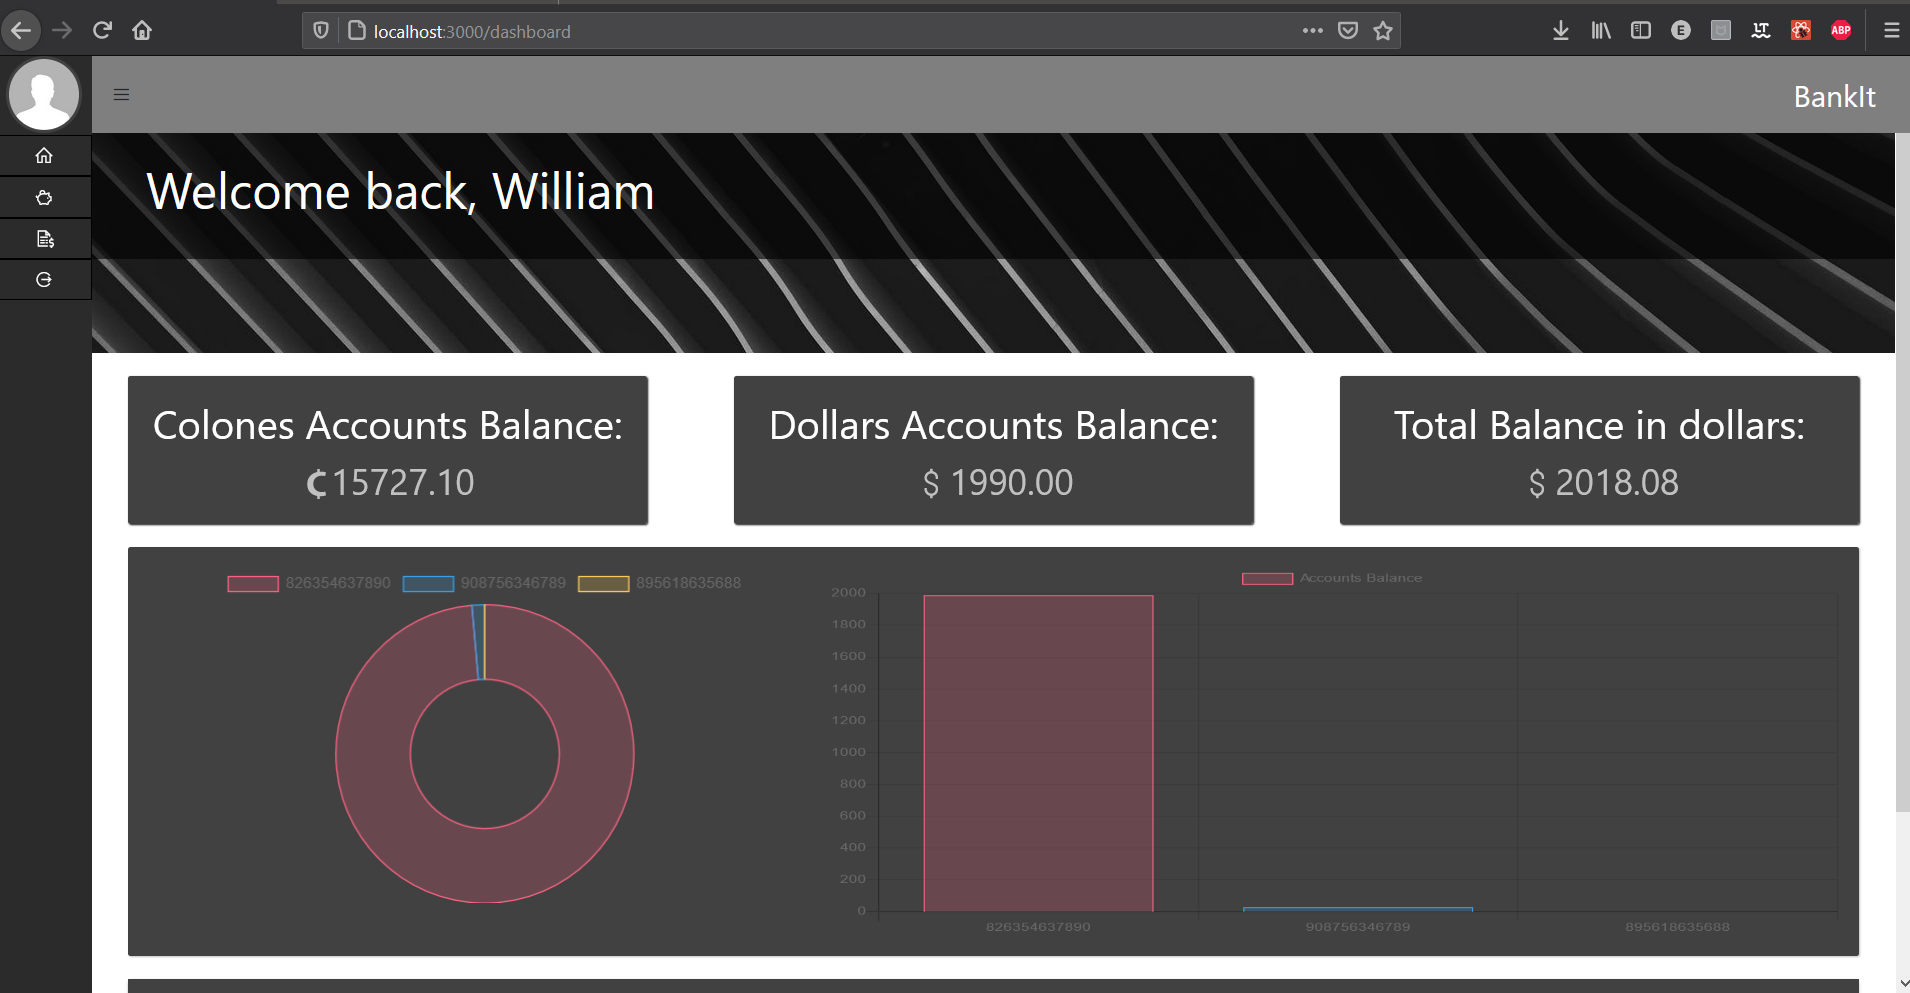 localhost:3000/dashboard
E
LT
ABP
BankIt
Welcome back, William
Colones Accounts Balance:
₡ 15727.10
Dollars Accounts Balance:
$ 1990.00
Total Balance in dollars:
$ 2018.08
826354637890 908756346789 895618635688
Accounts Balance
2000
1800
1600
1400
1200
1000
800
600
400
200
0
826354637890 908756346789 895618635688